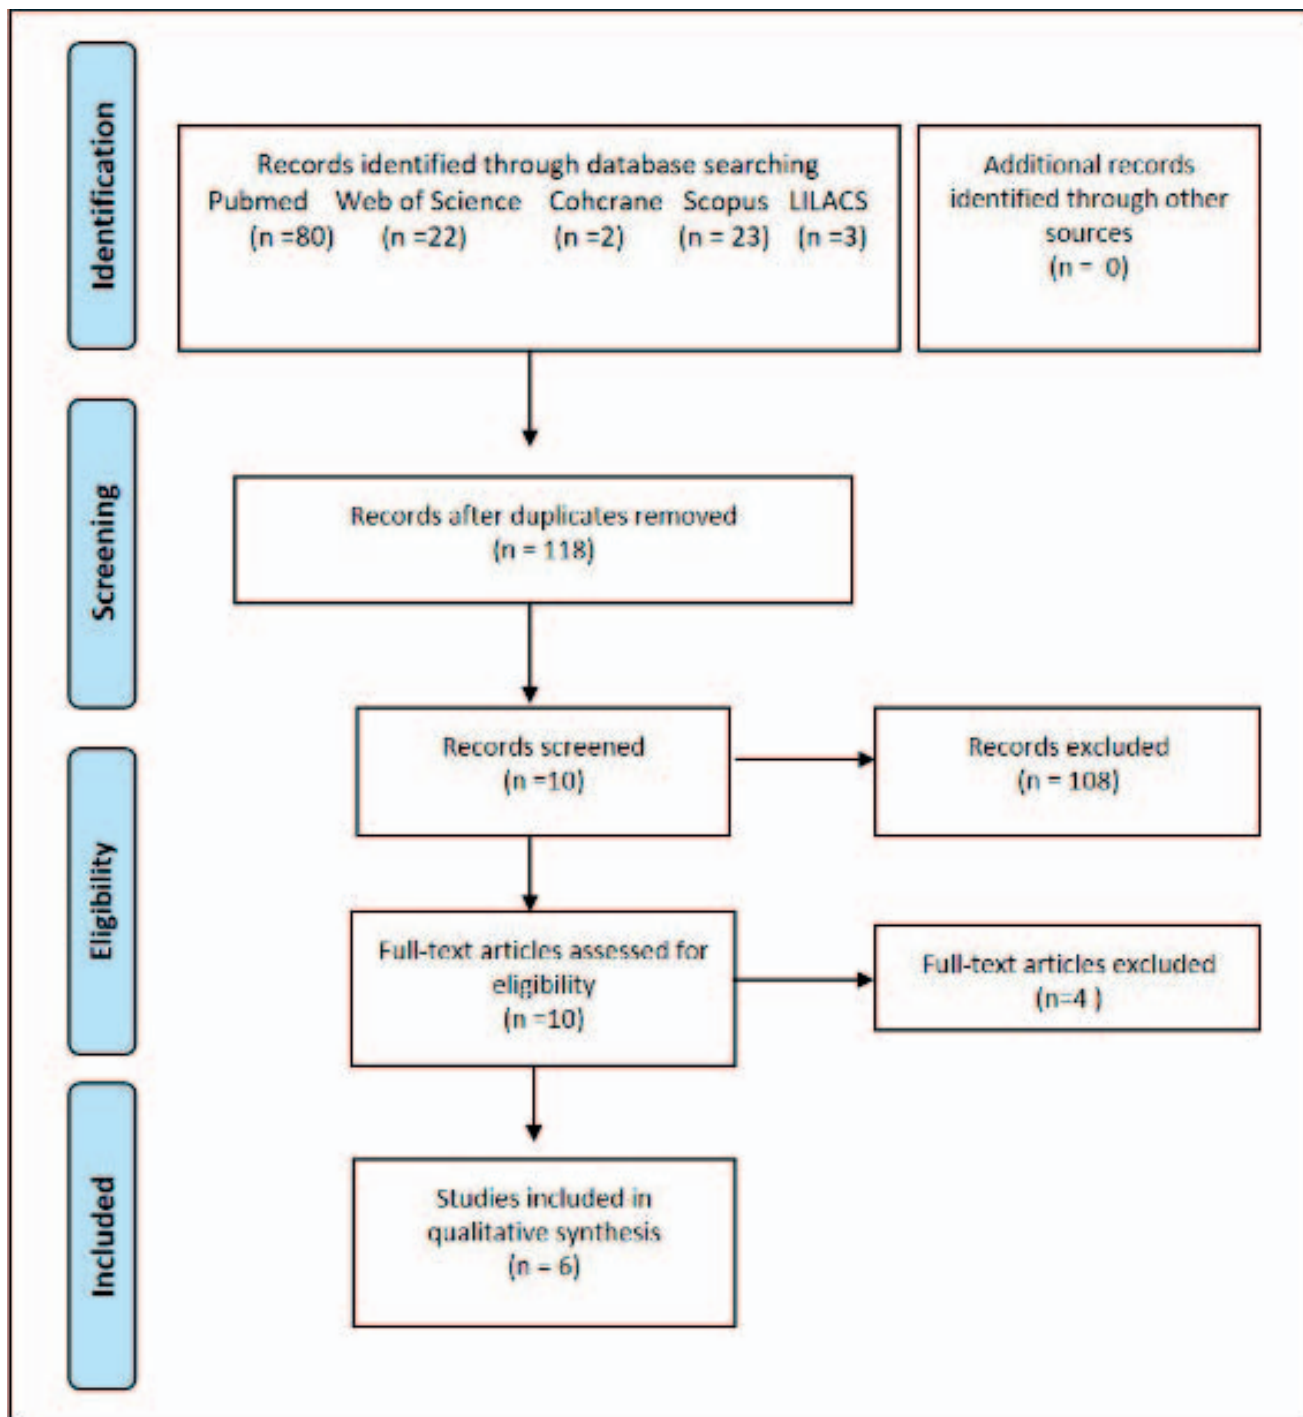 Identification
Records identified through database searching
Pubmed Web of Science Cohcrane Scopus LILACS
(n =80) (n =22) (n =2) (n = 23) (n =3)
Additional records
identified through other
sources
(n = 0)
Screening
Records after duplicates removed
(n = 118)
Records screened
(n =10)
Records excluded
(n = 108)
Eligibility
Full-text articles assessed for
eligibility
(n =10)
Full-text articles excluded
(n=4 )
Included
Studies included in
qualitative synthesis
(n = 6)